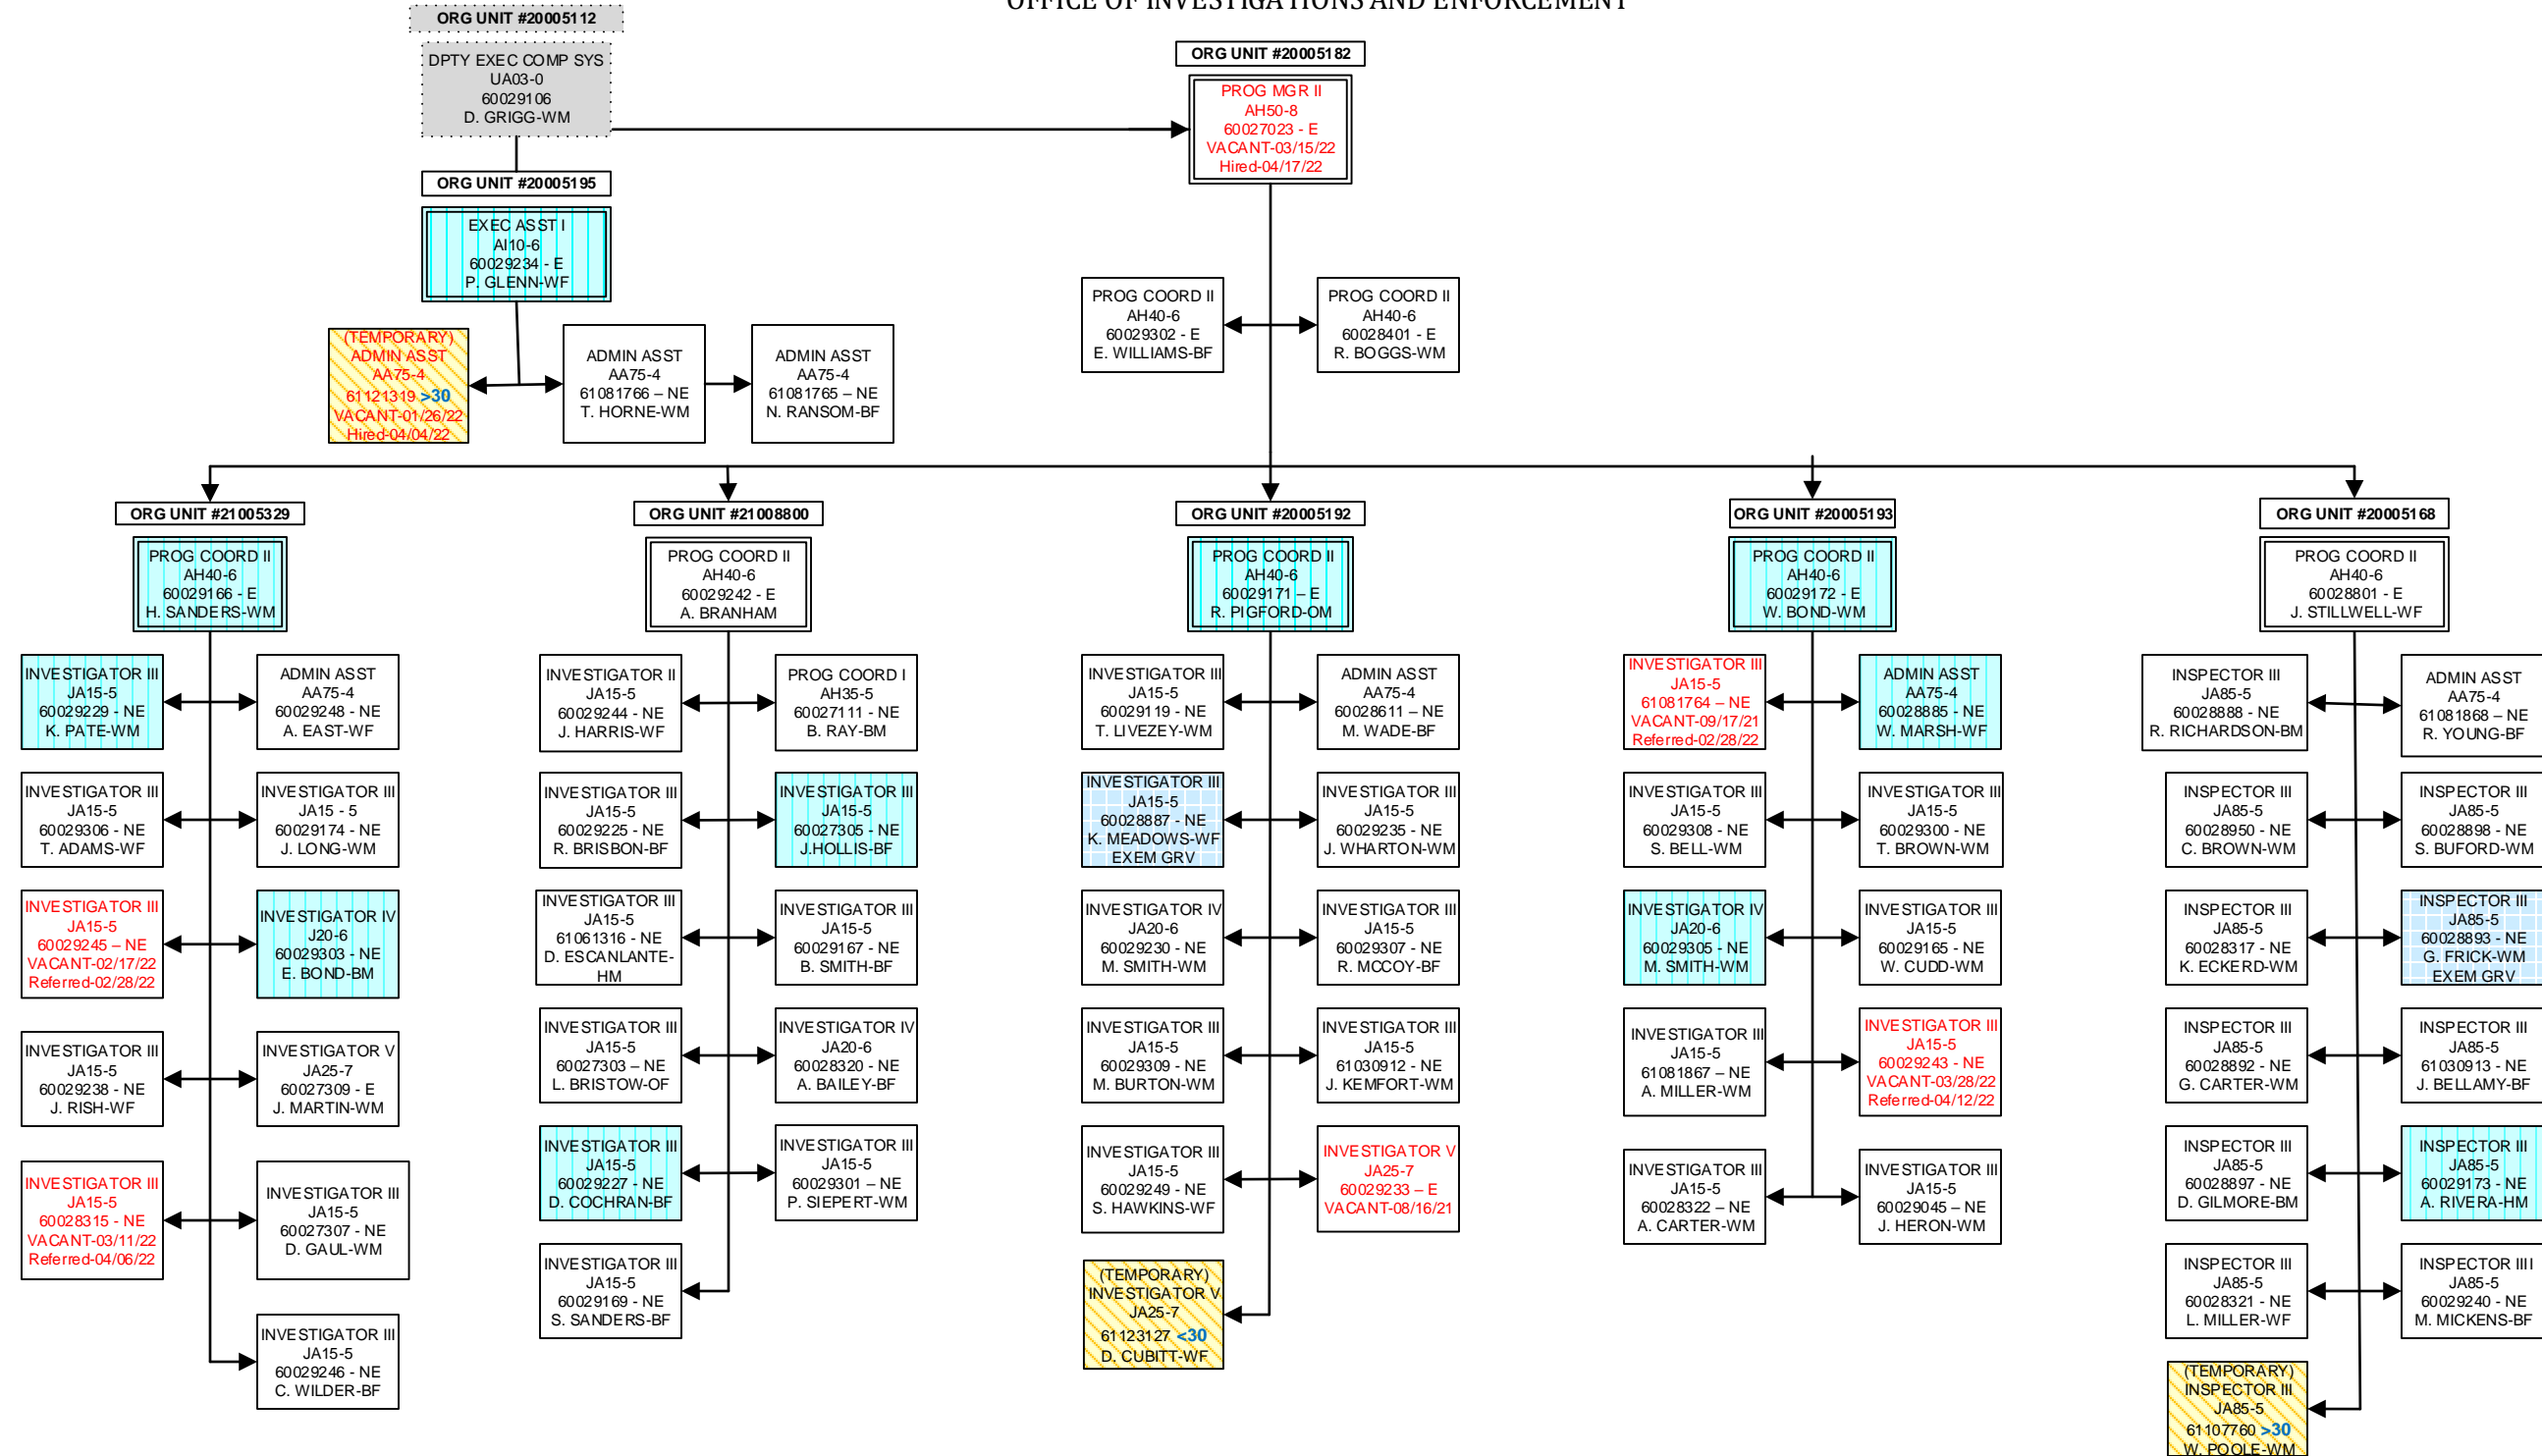 OFFICE OF INVESTIGATIONS AND ENFORCEMENT
ORG UNIT #20005112
DPTY EXEC COMP SYS
UA03-0
60029106
D. GRIGG-WM
ORG UNIT #20005182
PROG MGR II
AH50-8
60027023 - E
VACANT-03/15/22
Hired-04/17/22
ORG UNIT #20005195
EXEC ASST I
AI10-6
60029234 - E
P. GLENN-WF
PROG COORD II
AH40-6
60029302 - E
E. WILLIAMS-BF
PROG COORD II
AH40-6
60028401 - E
R. BOGGS-WM
(TEMPORARY)
ADMIN ASST
AA75-4
61121319 >30
VACANT-01/26/22
Hired-04/04/22
ADMIN ASST
AA75-4
61081766 – NE
T. HORNE-WM
ADMIN ASST
AA75-4
61081765 – NE
N. RANSOM-BF
ORG UNIT #21005329
PROG COORD II
AH40-6
60029166 - E
H. SANDERS-WM
INVESTIGATOR III
JA15-5
60029229 - NE
K. PATE-WM
ADMIN ASST
AA75-4
60029248 - NE
A. EAST-WF
INVESTIGATOR III
JA15-5
60029306 - NE
T. ADAMS-WF
INVESTIGATOR III
JA15 - 5
60029174 - NE
J. LONG-WM
INVESTIGATOR III
JA15-5
60029245 – NE
VACANT-02/17/22
Referred-02/28/22
INVESTIGATOR IV
J20-6
60029303 - NE
E. BOND-BM
INVESTIGATOR III
JA15-5
60029238 - NE
J. RISH-WF
INVESTIGATOR V
JA25-7
60027309 - E
J. MARTIN-WM
INVESTIGATOR III
JA15-5
60028315 - NE
VACANT-03/11/22
Referred-04/06/22
INVESTIGATOR III
JA15-5
60027307 - NE
D. GAUL-WM
INVESTIGATOR III
JA15-5
60029246 - NE
C. WILDER-BF
ORG UNIT #21008800
PROG COORD II
AH40-6
60029242 - E
A. BRANHAM
INVESTIGATOR II
JA15-5
60029244 - NE
J. HARRIS-WF
PROG COORD I
AH35-5
60027111 - NE
B. RAY-BM
INVESTIGATOR III
JA15-5
60029225 - NE
R. BRISBON-BF
INVESTIGATOR III
JA15-5
60027305 - NE
J.HOLLIS-BF
INVESTIGATOR III
JA15-5
61061316 - NE
D. ESCANLANTE-
HM
INVESTIGATOR III
JA15-5
60029167 - NE
B. SMITH-BF
INVESTIGATOR III
JA15-5
60027303 – NE
L. BRISTOW-OF
INVESTIGATOR IV
JA20-6
60028320 - NE
A. BAILEY-BF
INVESTIGATOR III
JA15-5
60029227 - NE
D. COCHRAN-BF
INVESTIGATOR III
JA15-5
60029301 – NE
P. SIEPERT-WM
INVESTIGATOR III
JA15-5
60029169 - NE
S. SANDERS-BF
ORG UNIT #20005192
PROG COORD II
AH40-6
60029171 – E
R. PIGFORD-OM
INVESTIGATOR III
JA15-5
60029119 - NE
T. LIVEZEY-WM
ADMIN ASST
AA75-4
60028611 – NE
M. WADE-BF
INVESTIGATOR III
JA15-5
60028887 - NE
K. MEADOWS-WF
EXEM GRV
INVESTIGATOR III
JA15-5
60029235 - NE
J. WHARTON-WM
INVESTIGATOR IV
JA20-6
60029230 - NE
M. SMITH-WM
INVESTIGATOR III
JA15-5
60029307 - NE
R. MCCOY-BF
INVESTIGATOR III
JA15-5
60029309 - NE
M. BURTON-WM
INVESTIGATOR III
JA15-5
61030912 - NE
J. KEMFORT-WM
INVESTIGATOR III
JA15-5
60029249 - NE
S. HAWKINS-WF
INVESTIGATOR V
JA25-7
60029233 – E
VACANT-08/16/21
(TEMPORARY)
INVESTIGATOR V
JA25-7
61123127 <30
D. CUBITT-WF
ORG UNIT #20005193
PROG COORD II
AH40-6
60029172 - E
W. BOND-WM
INVESTIGATOR III
JA15-5
61081764 – NE
VACANT-09/17/21
Referred-02/28/22
ADMIN ASST
AA75-4
60028885 - NE
W. MARSH-WF
INVESTIGATOR III
JA15-5
60029308 - NE
S. BELL-WM
INVESTIGATOR III
JA15-5
60029300 - NE
T. BROWN-WM
INVESTIGATOR IV
JA20-6
60029305 - NE
M. SMITH-WM
INVESTIGATOR III
JA15-5
60029165 - NE
W. CUDD-WM
INVESTIGATOR III
JA15-5
61081867 – NE
A. MILLER-WM
INVESTIGATOR III
JA15-5
60029243 - NE
VACANT-03/28/22
Referred-04/12/22
INVESTIGATOR III
JA15-5
60028322 – NE
A. CARTER-WM
INVESTIGATOR III
JA15-5
60029045 - NE
J. HERON-WM
ORG UNIT #20005168
PROG COORD II
AH40-6
60028801 - E
J. STILLWELL-WF
INSPECTOR III
JA85-5
60028888 - NE
R. RICHARDSON-BM
ADMIN ASST
AA75-4
61081868 – NE
R. YOUNG-BF
INSPECTOR III
JA85-5
60028950 - NE
C. BROWN-WM
INSPECTOR III
JA85-5
60028898 - NE
S. BUFORD-WM
INSPECTOR III
JA85-5
60028317 - NE
K. ECKERD-WM
INSPECTOR III
JA85-5
60028893 - NE
G. FRICK-WM
EXEM GRV
INSPECTOR III
JA85-5
60028892 - NE
G. CARTER-WM
INSPECTOR III
JA85-5
61030913 - NE
J. BELLAMY-BF
INSPECTOR III
JA85-5
60028897 - NE
D. GILMORE-BM
INSPECTOR III
JA85-5
60029173 - NE
A. RIVERA-HM
INSPECTOR III
JA85-5
60028321 - NE
L. MILLER-WF
INSPECTOR IIII
JA85-5
60029240 - NE
M. MICKENS-BF
(TEMPORARY)
INSPECTOR III
JA85-5
61107760 >30
W. POOLE-WM